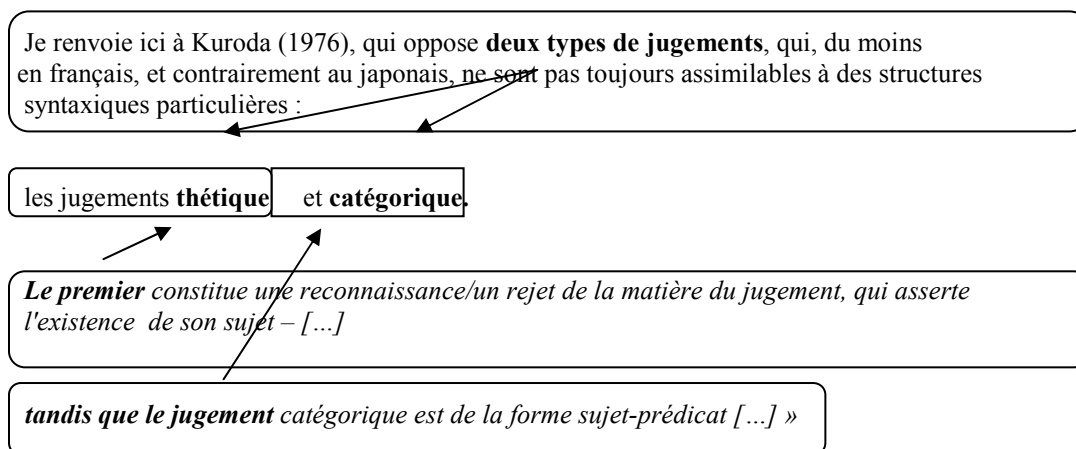 Je renvoie ici à Kuroda (1976), qui oppose deux types de jugements, qui, du moins
en français, et contrairement au japonais, ne sont pas toujours assimilables à des structures
syntaxiques particulières :
les jugements thétique et catégorique.
Le premier constitue une reconnaissance/un rejet de la matière du jugement, qui asserte
l'existence de son sujet – […]
tandis que le jugement catégorique est de la forme sujet-prédicat […] »